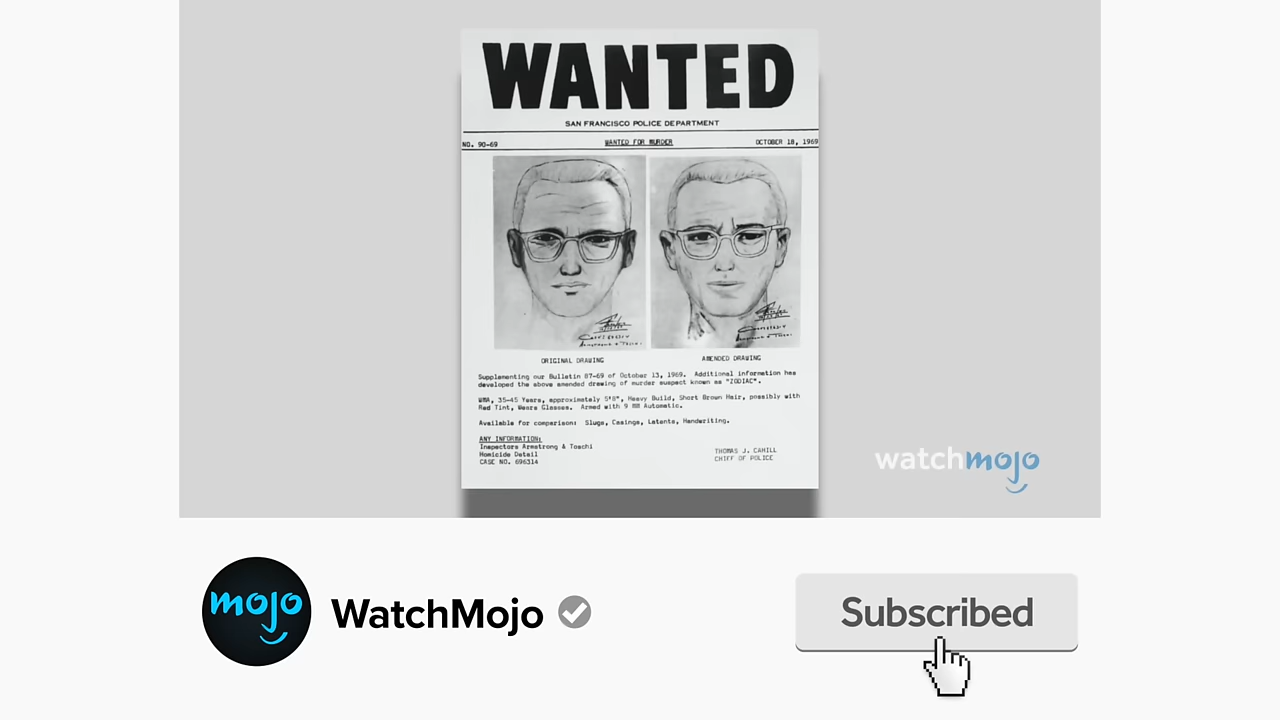 WANTED
SAN FRANCISCO POLICE DEPARTMENT
NO. 90-69 WANTED FOR MURDER OCTOBER 18, 1969
ORIGINAL DRAWING AMENDED DRAWING
Supplementing our Bulletin 87-69 of October 13, 1969. Additional information has
developed the above amended drawing of murder suspect known as "ZODIAC".
WMA, 35-45 Years, approximately 5'8", Heavy Build, Short Brown Hair, possibly with
Red Tint, Wears Glasses. Armed with 9 MM Automatic.
Available for comparison: Slugs, Casings, Latents, Handwriting.
ANY INFORMATION:
Inspectors Armstrong & Toschi
Homicide Detail
CASE NO. 696314
THOMAS J. CAHILL
CHIEF OF POLICE
watchmojo
mojo
WatchMojo
Subscribed